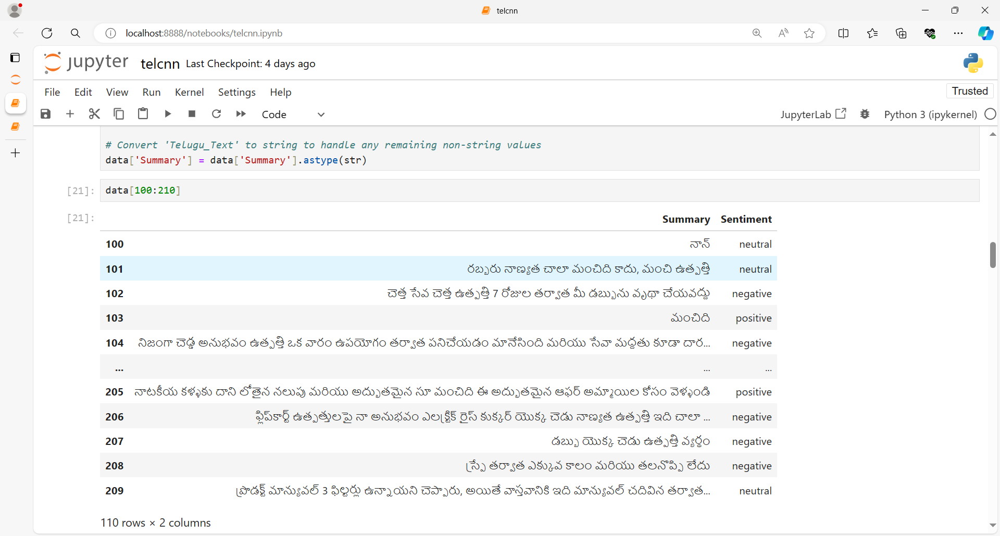 telcnn
localhost:8888/notebooks/telcnn.ipynb
jupyter telcnn Last Checkpoint: 4 days ago
File Edit View Run Kernel Settings Help Trusted
Code JupyterLab Python 3 (ipykernel)
# Convert 'Telugu_Text' to string to handle any remaining non-string values
data['Summary'] = data['Summary'].astype(str)
[21]: data[100:210]
[21]: Summary Sentiment
100 నాన్ neutral
101 రబ్బరు నాణ్యత చాలా మంచిది కాదు, మంచి ఉత్పత్తి neutral
102 చెత్త సేవ చెత్త ఉత్పత్తి 7 రోజుల తర్వాత మీ డబ్బును వృథా చేయవద్దు negative
103 మంచిది positive
104 నిజంగా చెడ్డ అనుభవం ఉత్పత్తి ఒక వారం ఉపయోగం తర్వాత పనిచేయడం మానేసింది మరియు సేవా మద్దతు కూడా దార... negative
... ... ...
205 నాటకీయ కళ్ళకు దాని లోతైన నలుపు మరియు అద్భుతమైన సూ మంచిది ఈ అద్భుతమైన ఆఫర్ అమ్మాయిల కోసం వెళ్ళండి positive
206 ఫ్లిప్‌కార్ట్ ఉత్పత్తులపై నా అనుభవం ఎలక్ట్రిక్ రైస్ కుక్కర్ యొక్క చెడు నాణ్యత ఉత్పత్తి ఇది చాలా ... negative
207 డబ్బు యొక్క చెడు ఉత్పత్తి వ్యర్థం negative
208 స్ప్రే తర్వాత ఎక్కువ కాలం మరియు తలనొప్పి లేదు negative
209 ప్రొడక్ట్ మాన్యువల్ 3 ఫిల్టర్లు ఉన్నాయని చెప్పారు, అయితే వాస్తవానికి ఇది మాన్యువల్ చదివిన తర్వాత... neutral
110 rows × 2 columns